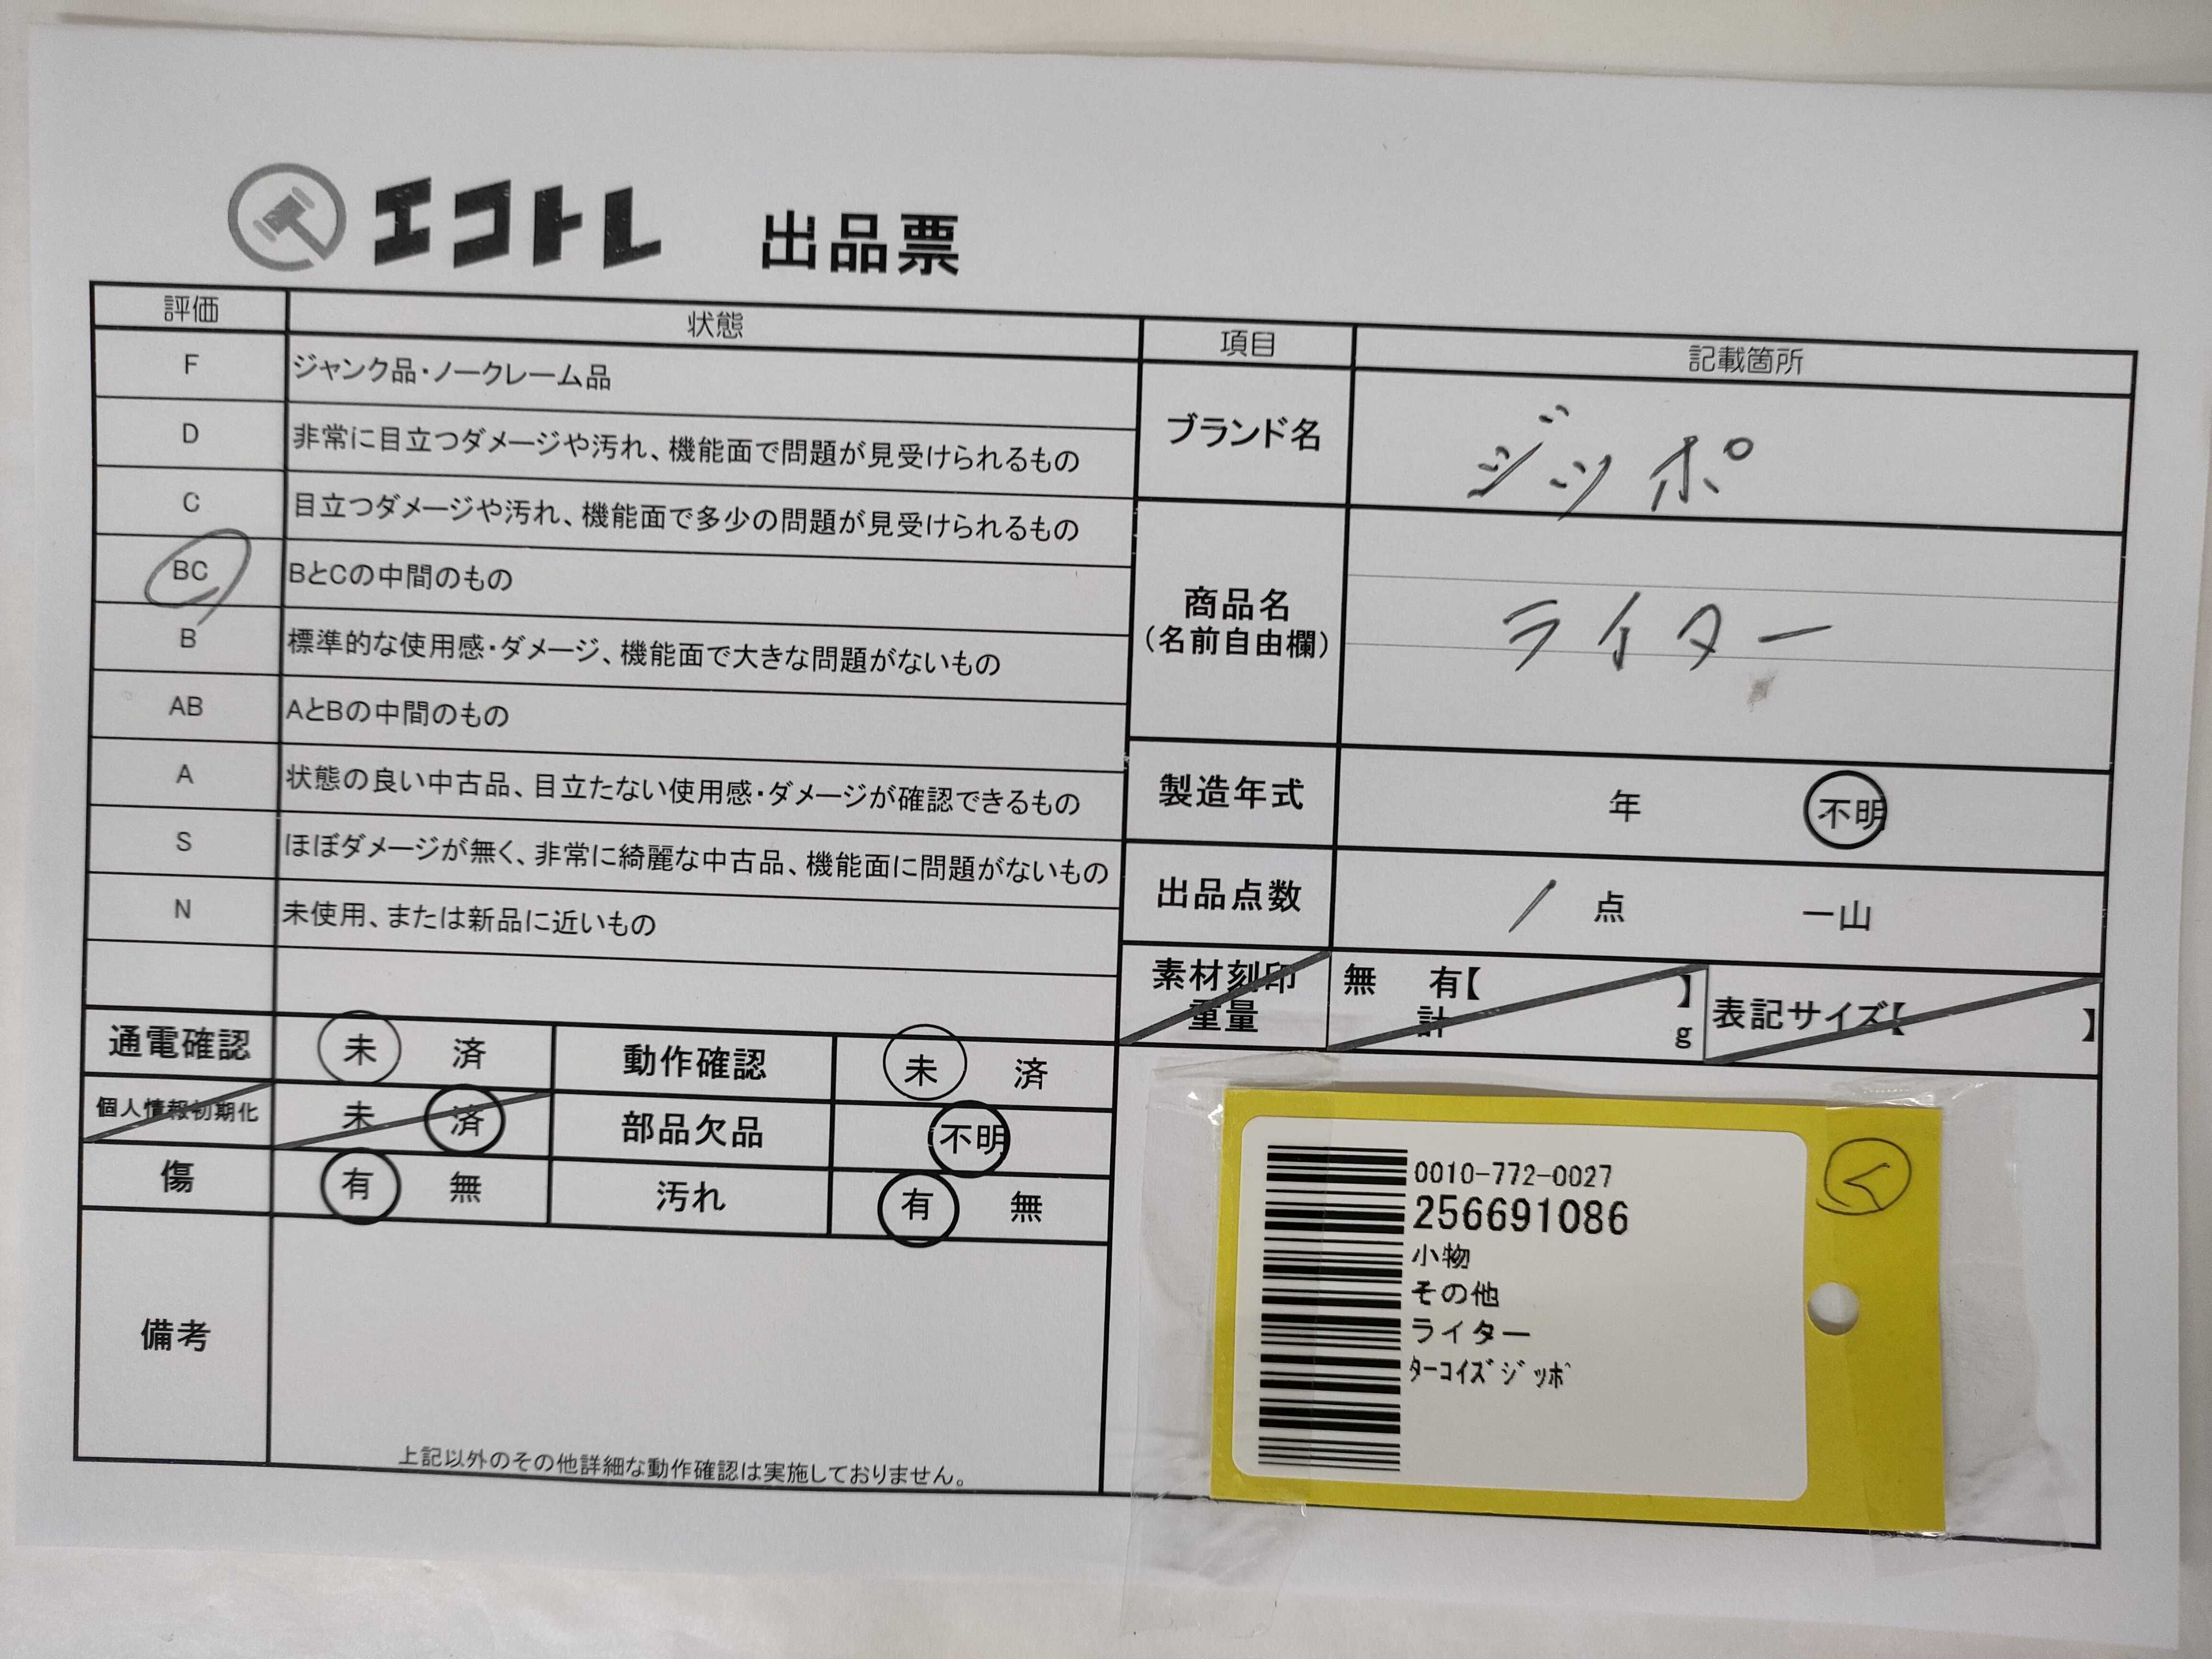 エコトレ 出品票
評価 状態
F ジャンク品・ノークレーム品
D 非常に目立つダメージや汚れ、機能面で問題が見受けられるもの
C 目立つダメージや汚れ、機能面で多少の問題が見受けられるもの
BC BとCの中間のもの
B 標準的な使用感・ダメージ、機能面で大きな問題がないもの
AB AとBの中間のもの
A 状態の良い中古品、目立たない使用感・ダメージが確認できるもの
S ほぼダメージが無く、非常に綺麗な中古品、機能面に問題がないもの
N 未使用、または新品に近いもの
通電確認 未 済 動作確認 未 済
個人情報初期化 未 済 部品欠品 不明
傷 有 無 汚れ 有 無
備考
上記以外のその他詳細な動作確認は実施しておりません。
項目 記載箇所
ブランド名 ジッポ
商品名
(名前自由欄)
ライター
製造年式 年 不明
出品点数 1 点 一山
素材刻印 無 有【 】
重量 計 g
表記サイズ【 】
0010-772-0027
256691086
小物
その他
ライター
ﾀｰｺｲｽﾞｼﾞｯﾎﾟ
く